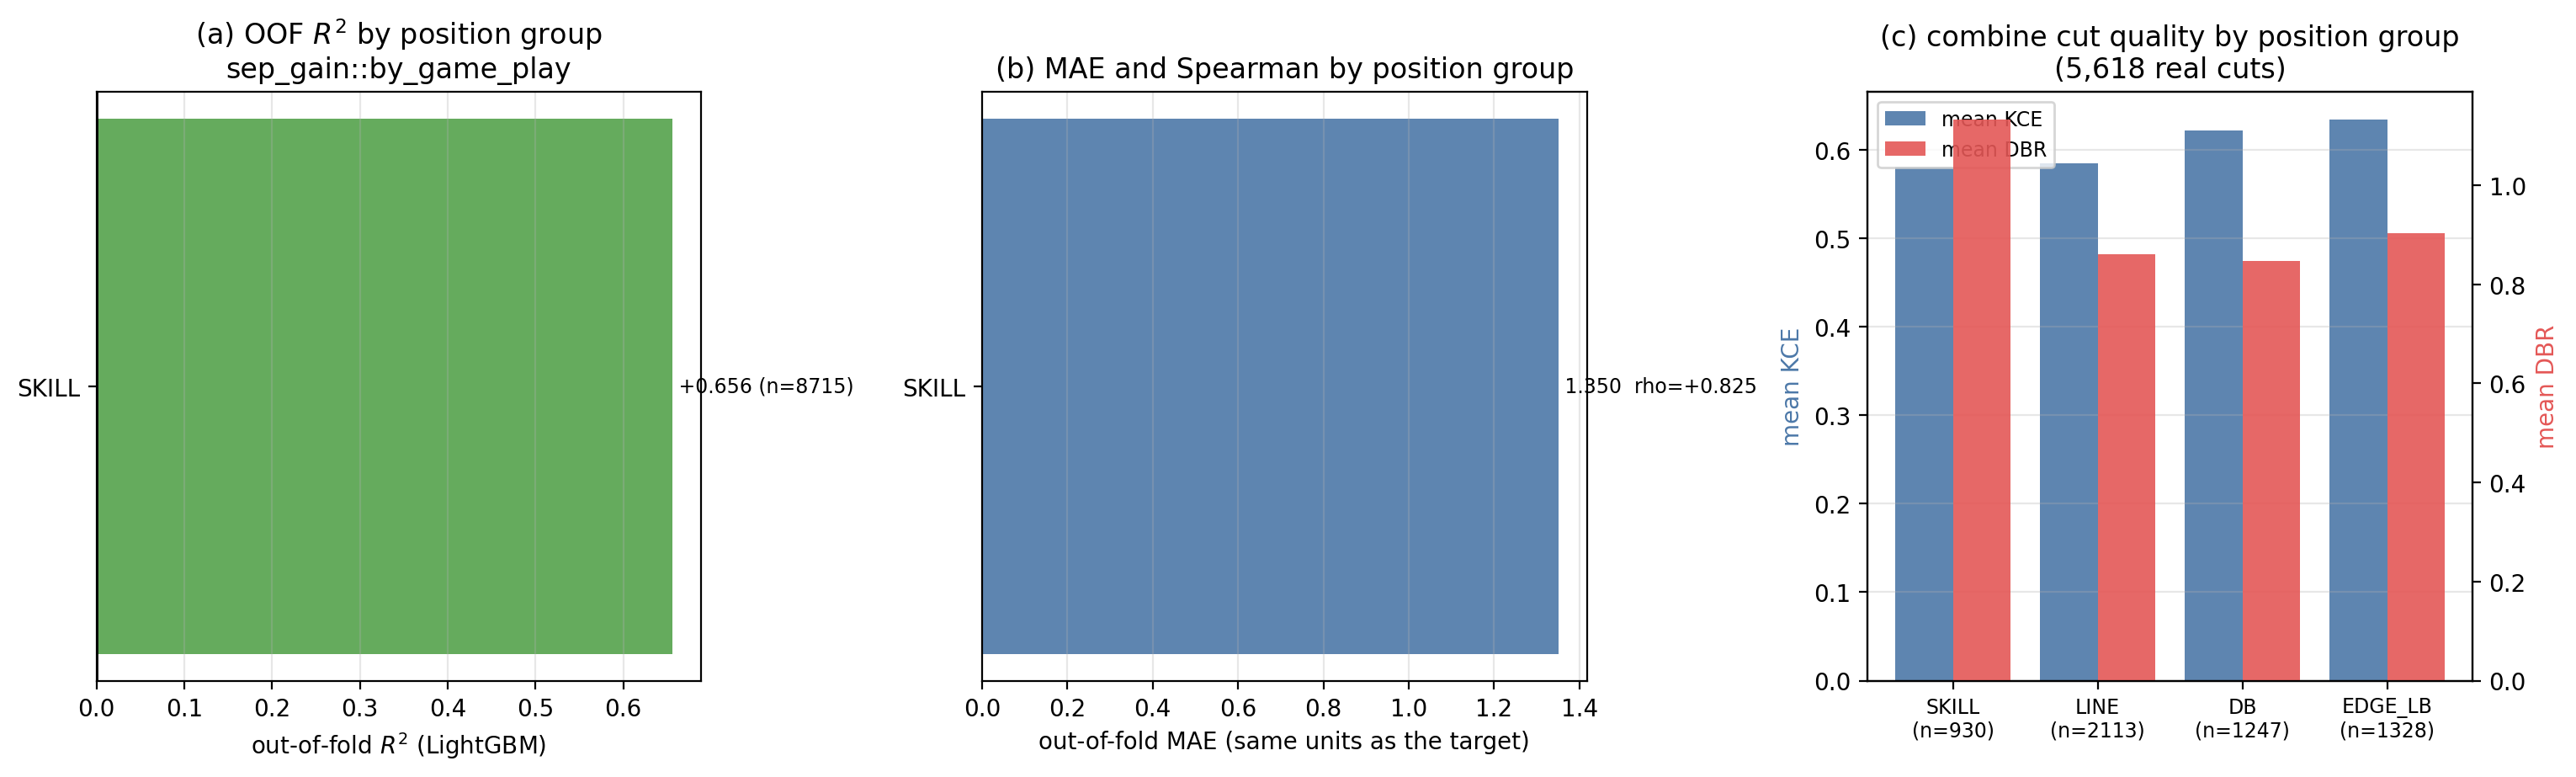 (a) OOF R² by position group
sep_gain::by_game_play
SKILL
+0.656 (n=8715)
0.0 0.1 0.2 0.3 0.4 0.5 0.6
out-of-fold R² (LightGBM)
(b) MAE and Spearman by position group
SKILL
1.350 rho=+0.825
0.0 0.2 0.4 0.6 0.8 1.0 1.2 1.4
out-of-fold MAE (same units as the target)
(c) combine cut quality by position group
(5,618 real cuts)
mean KCE
mean DBR
mean KCE
0.6
0.5
0.4
0.3
0.2
0.1
0.0
1.0
0.8
0.6
0.4
0.2
0.0
mean DBR
SKILL
(n=930)
LINE
(n=2113)
DB
(n=1247)
EDGE_LB
(n=1328)